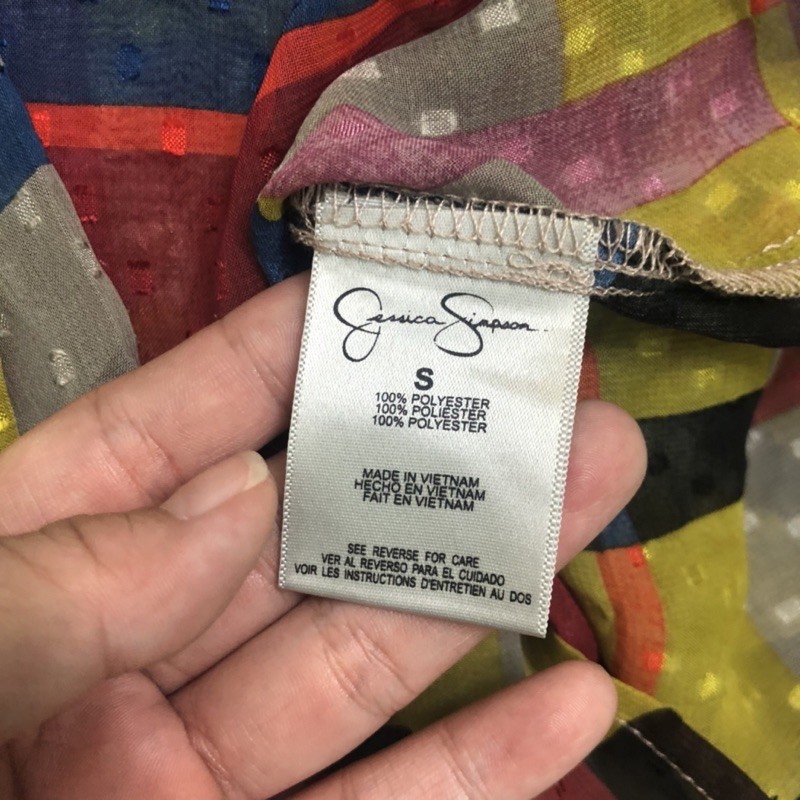 Jessica Simpson
S
100% POLYESTER
100% POLIÉSTER
100% POLYESTER
MADE IN VIETNAM
HECHO EN VIETNAM
FAIT EN VIETNAM
SEE REVERSE FOR CARE
VER AL REVERSO PARA EL CUIDADO
VOIR LES INSTRUCTIONS D'ENTRETIEN AU DOS